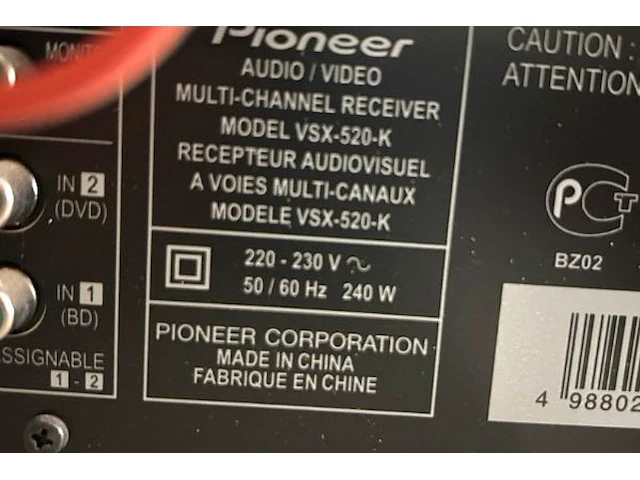 MONIT
IN 2
(DVD)
IN 1
(BD)
SSIGNABLE
1 - 2
Pioneer
AUDIO / VIDEO
MULTI-CHANNEL RECEIVER
MODEL VSX-520-K
RECEPTEUR AUDIOVISUEL
A VOIES MULTI-CANAUX
MODELE VSX-520-K
220 - 230 V ~
50 / 60 Hz 240 W
PIONEER CORPORATION
MADE IN CHINA
FABRIQUE EN CHINE
CAUTION :
ATTENTION
PCT
BZ02
4 98802